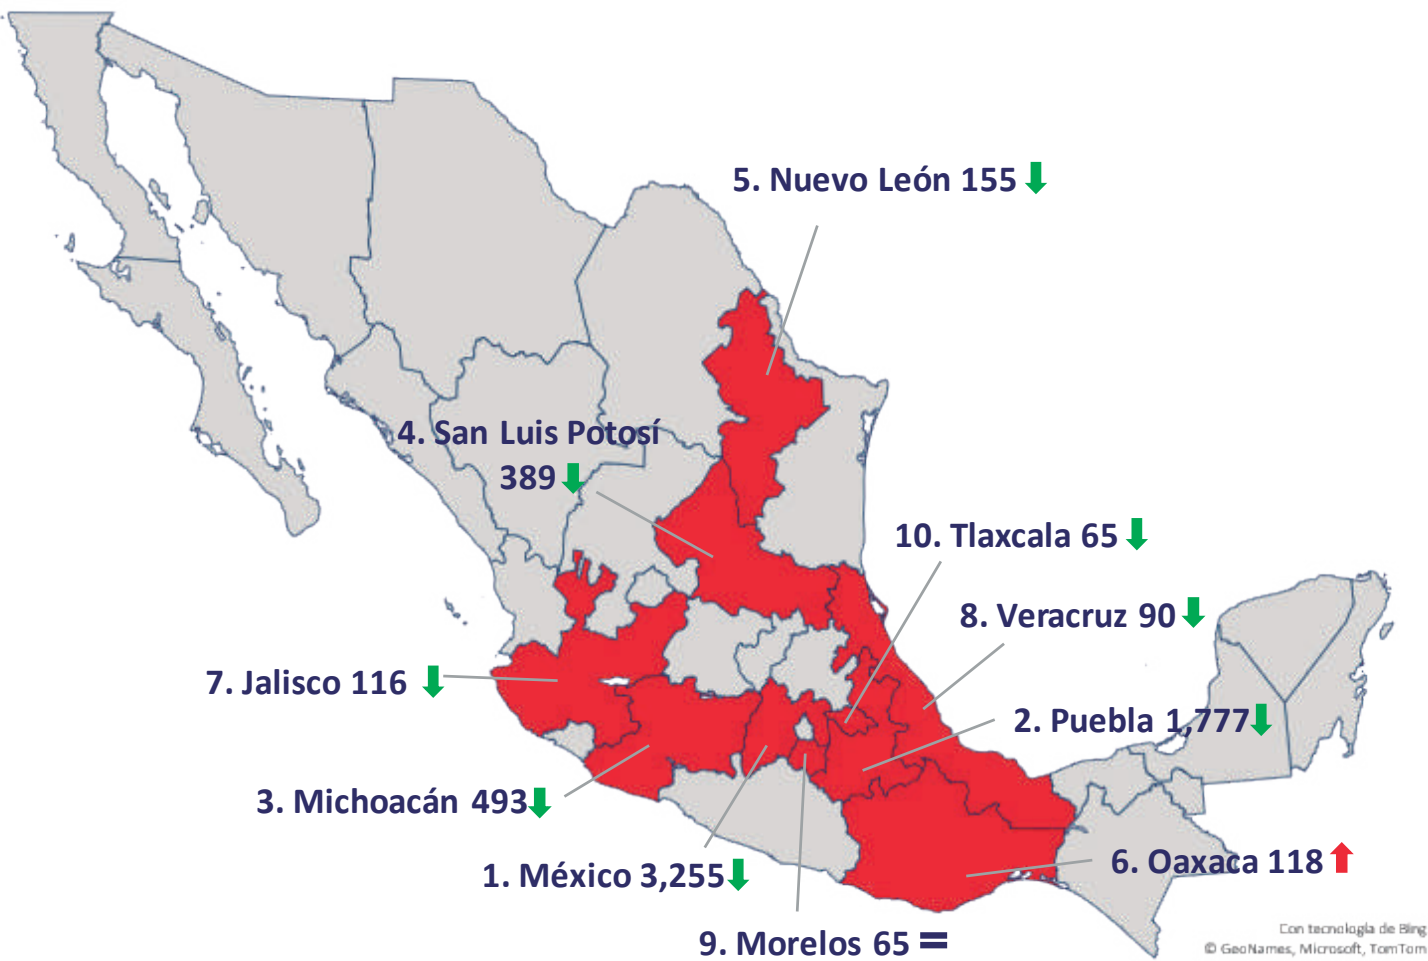 5. Nuevo León 155
4. San Luis Potosí
389
10. Tlaxcala 65
8. Veracruz 90
7. Jalisco 116
2. Puebla 1,777
3. Michoacán 493
6. Oaxaca 118
1. México 3,255
9. Morelos 65 =
Con tecnología de Bing
© GeoNames, Microsoft, TomTom